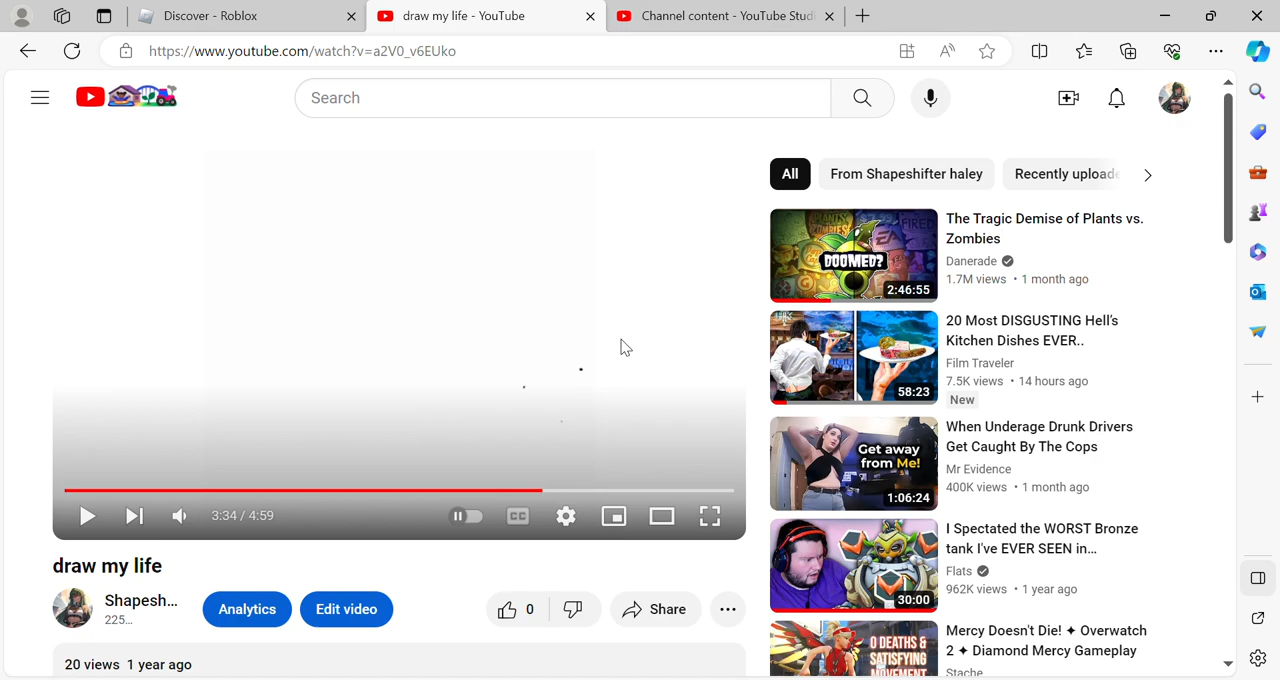 Discover - Roblox
draw my life - YouTube
Channel content - YouTube Stud
https://www.youtube.com/watch?v=a2V0_v6EUko
Search
All
From Shapeshifter haley
Recently uploade
DOOMED?
FIRED
2:46:55
The Tragic Demise of Plants vs.
Zombies
Danerade
1.7M views • 1 month ago
58:23
20 Most DISGUSTING Hell's
Kitchen Dishes EVER..
Film Traveler
7.5K views • 14 hours ago
New
Get away
from Me!
1:06:24
When Underage Drunk Drivers
Get Caught By The Cops
Mr Evidence
400K views • 1 month ago
30:00
I Spectated the WORST Bronze
tank I've EVER SEEN in...
Flats
962K views • 1 year ago
0 DEATHS &
SATISFYING
MOVEMENT
Mercy Doesn't Die! ✦ Overwatch
2 ✦ Diamond Mercy Gameplay
Stache
3:34 / 4:59
CC
draw my life
Shapesh...
225...
Analytics
Edit video
0
Share
20 views 1 year ago